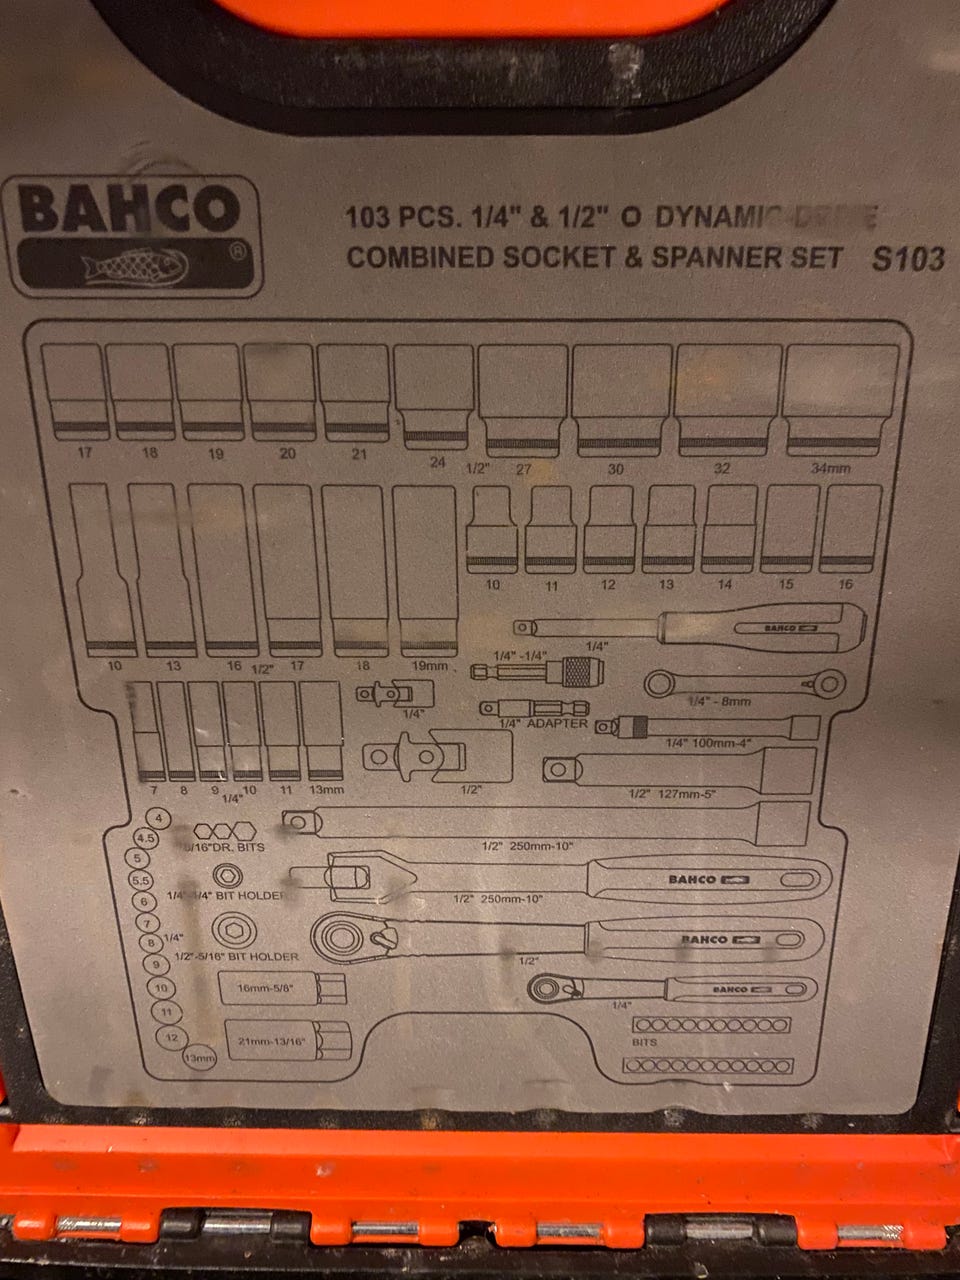 BAHCO
®
103 PCS. 1/4" & 1/2" O DYNAMIC DRIVE
COMBINED SOCKET & SPANNER SET S103
17 18 19 20 21 24 1/2" 27 30 32 34mm
10 11 12 13 14 15 16
10 13 16 1/2" 17 18 19mm
BAHCO
1/4"
1/4" -1/4"
1/4" - 8mm
1/4"
1/4" ADAPTER
1/4" 100mm-4"
7 8 9 1/4" 10 11 13mm
1/2"
1/2" 127mm-5"
4
4.5
5
5.5
6
7
8
1/4"
9
10
11
12
13mm
5/16"DR. BITS
1/4"-1/4" BIT HOLDER
1/2"-5/16" BIT HOLDER
16mm-5/8"
21mm-13/16"
1/2" 250mm-10"
BAHCO
1/2" 250mm-10"
BAHCO
1/2"
BAHCO
1/4"
BITS